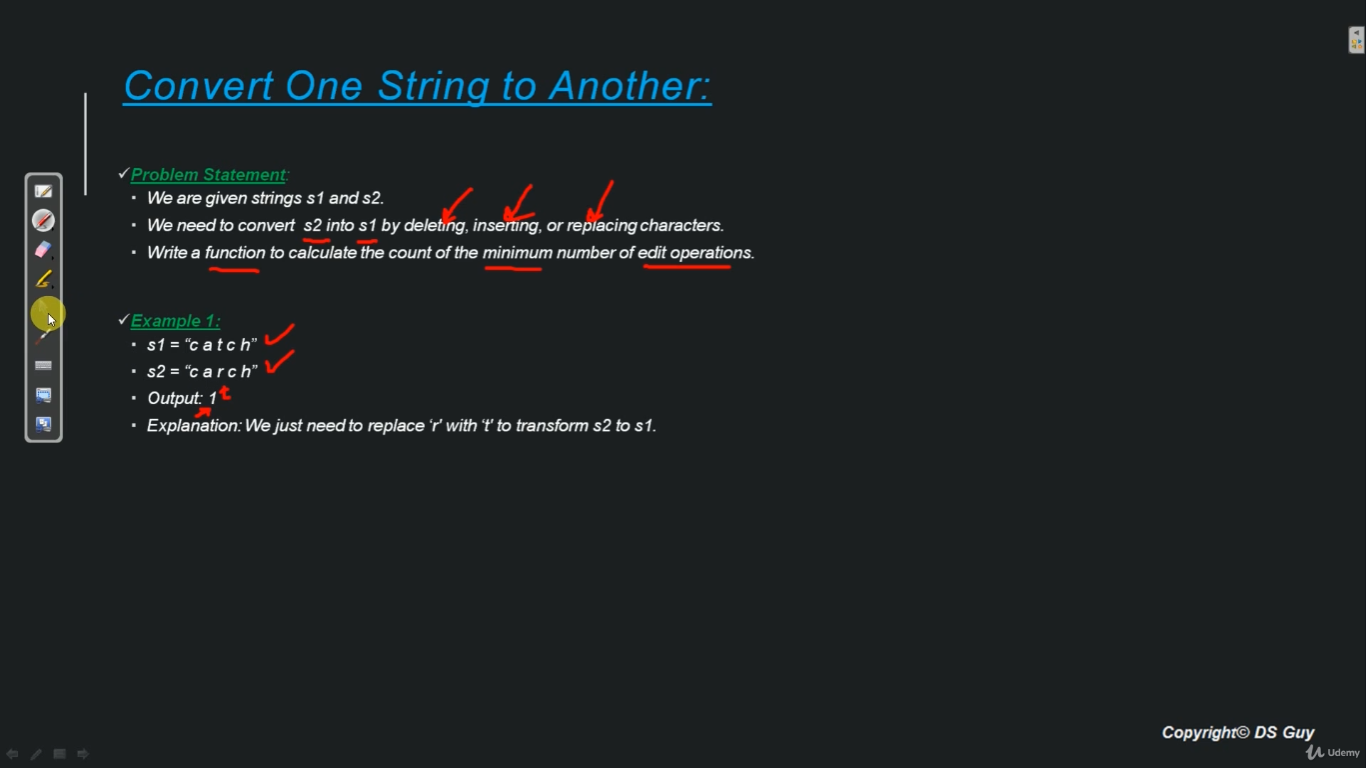 Convert One String to Another:
✓Problem Statement:
▪ We are given strings s1 and s2.
▪ We need to convert s2 into s1 by deleting, inserting, or replacing characters.
▪ Write a function to calculate the count of the minimum number of edit operations.
✓Example 1:
▪ s1 = “c a t c h”
▪ s2 = “c a r c h”
▪ Output: 1 t
▪ Explanation: We just need to replace ‘r’ with ‘t’ to transform s2 to s1.
Copyright© DS Guy
Udemy